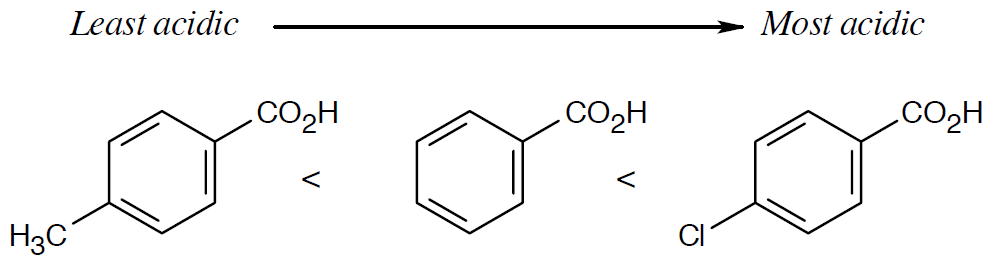 Least acidic Most acidic
CO₂H CO₂H CO₂H
< <
H₃C Cl